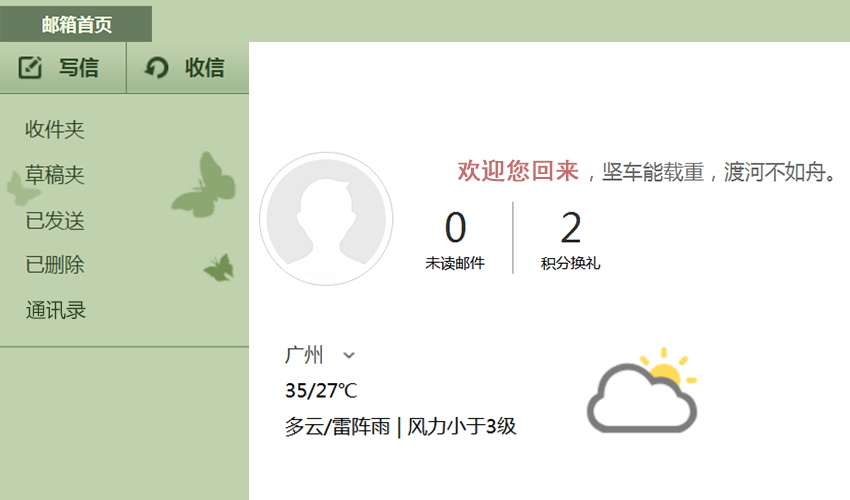 邮箱首页
写信 收信
收件夹
草稿夹
已发送
已删除
通讯录
欢迎您回来，坚车能载重，渡河不如舟。
0 2
未读邮件 积分换礼
广州
35/27℃
多云/雷阵雨 | 风力小于3级